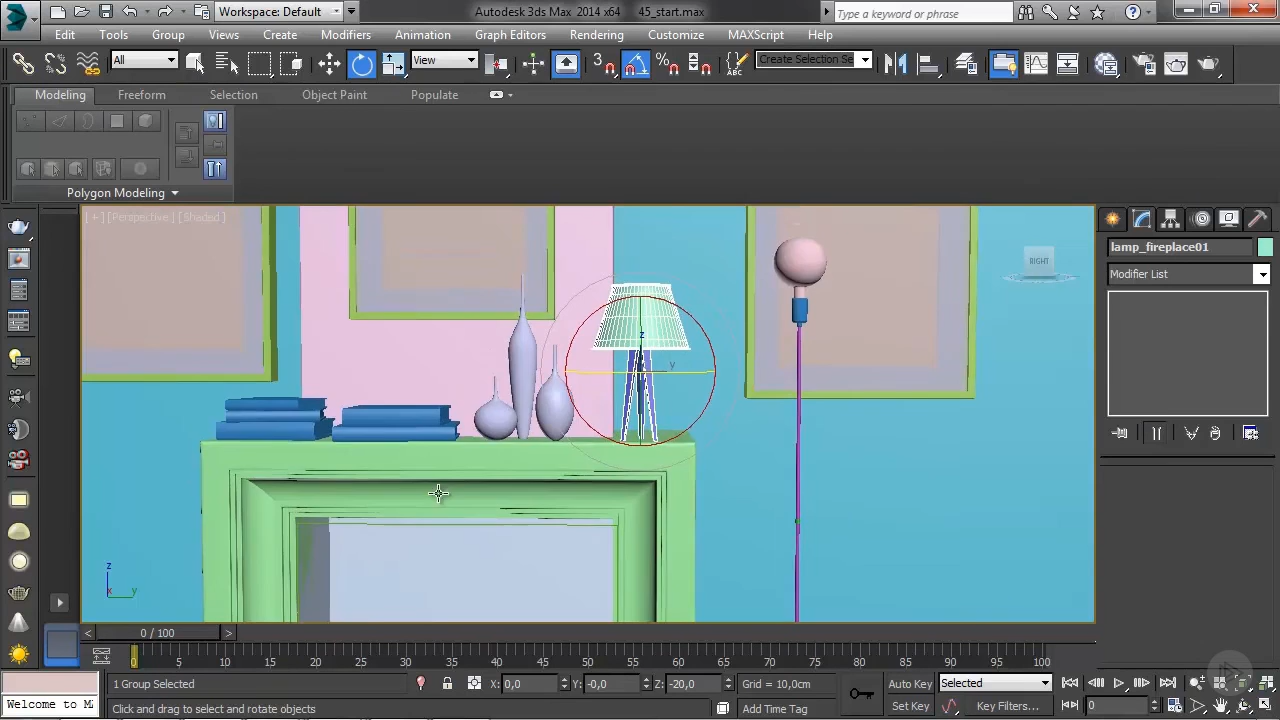 Workspace: Default
Autodesk 3ds Max 2014 x64 45_start.max
Type a keyword or phrase
Edit Tools Group Views Create Modifiers Animation Graph Editors Rendering Customize MAXScript Help
All View Create Selection Se
Modeling Freeform Selection Object Paint Populate
Polygon Modeling
[ + ] [Perspective ] [Shaded ]
z
y
RIGHT
lamp_fireplace01
Modifier List
z
x y
0 / 100
0 5 10 15 20 25 30 35 40 45 50 55 60 65 70 75 80 85 90 95 100
1 Group Selected X: 0,0 Y: -0,0 Z: -20,0 Grid = 10,0cm Auto Key Selected
Welcome to M Click and drag to select and rotate objects Add Time Tag Set Key Key Filters... 0